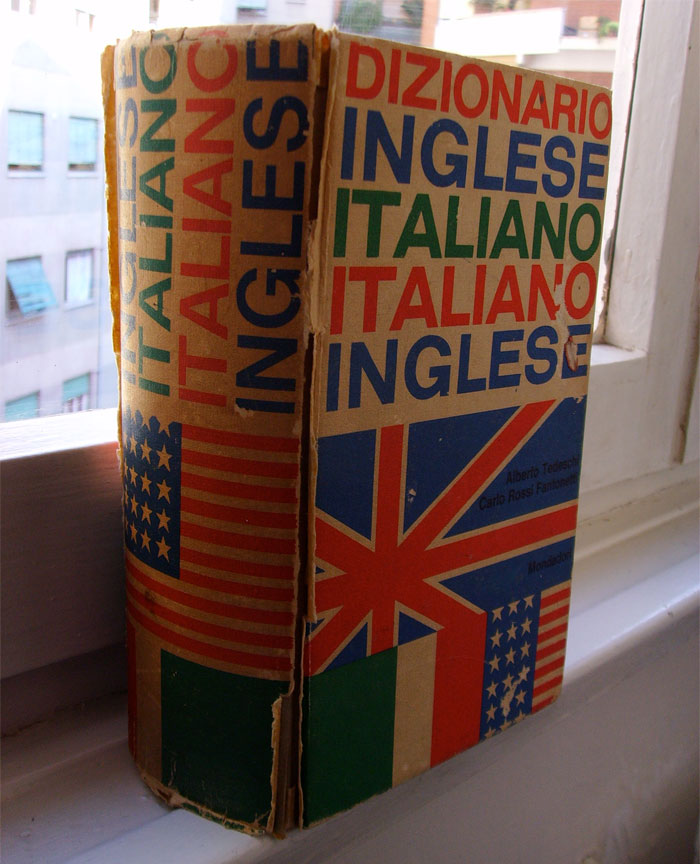 INGLESE
ITALIANO
ITALIANO
INGLESE
DIZIONARIO
INGLESE
ITALIANO
ITALIANO
INGLESE
Alberto Tedeschi
Carlo Rossi Fantonetti
Mondadori